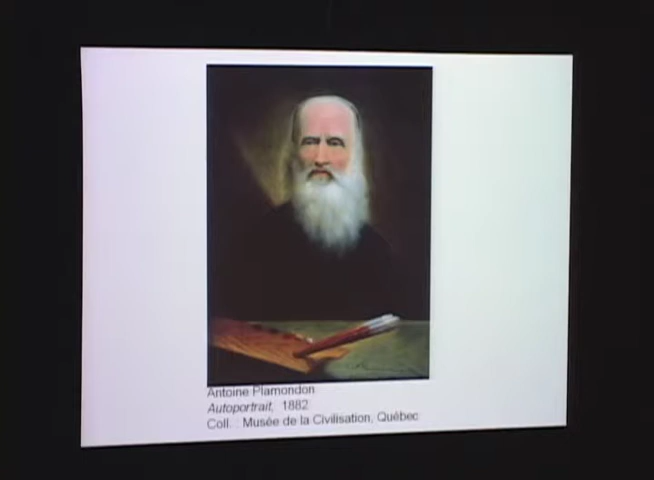 Antoine Plamondon
Autoportrait, 1882
Coll.: Musée de la Civilisation, Québec